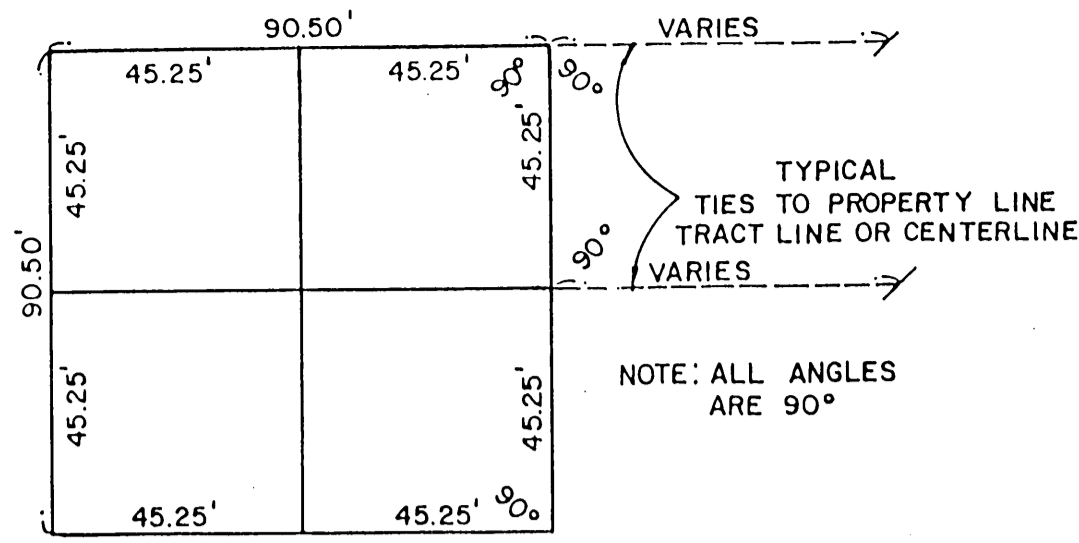 90.50'
VARIES
45.25'
45.25'
90°
90°
45.25'
45.25'
TYPICAL
TIES TO PROPERTY LINE
TRACT LINE OR CENTERLINE
90.50'
90°
VARIES
45.25'
45.25'
NOTE: ALL ANGLES
ARE 90°
45.25'
45.25'
90°